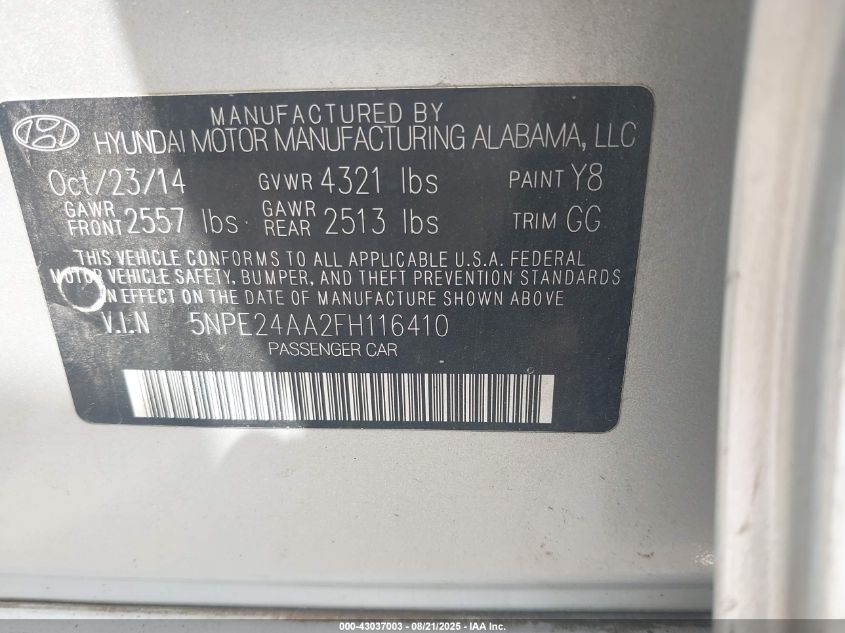 MANUFACTURED BY
HYUNDAI MOTOR MANUFACTURING ALABAMA, LLC
Oct/23/14 GVWR 4321 lbs PAINT Y8
GAWR FRONT 2557 lbs GAWR REAR 2513 lbs TRIM GG
THIS VEHICLE CONFORMS TO ALL APPLICABLE U.S.A. FEDERAL
MOTOR VEHICLE SAFETY, BUMPER, AND THEFT PREVENTION STANDARDS
IN EFFECT ON THE DATE OF MANUFACTURE SHOWN ABOVE
V.I.N 5NPE24AA2FH116410
PASSENGER CAR
000-43037003 - 08/21/2025 - IAA Inc.